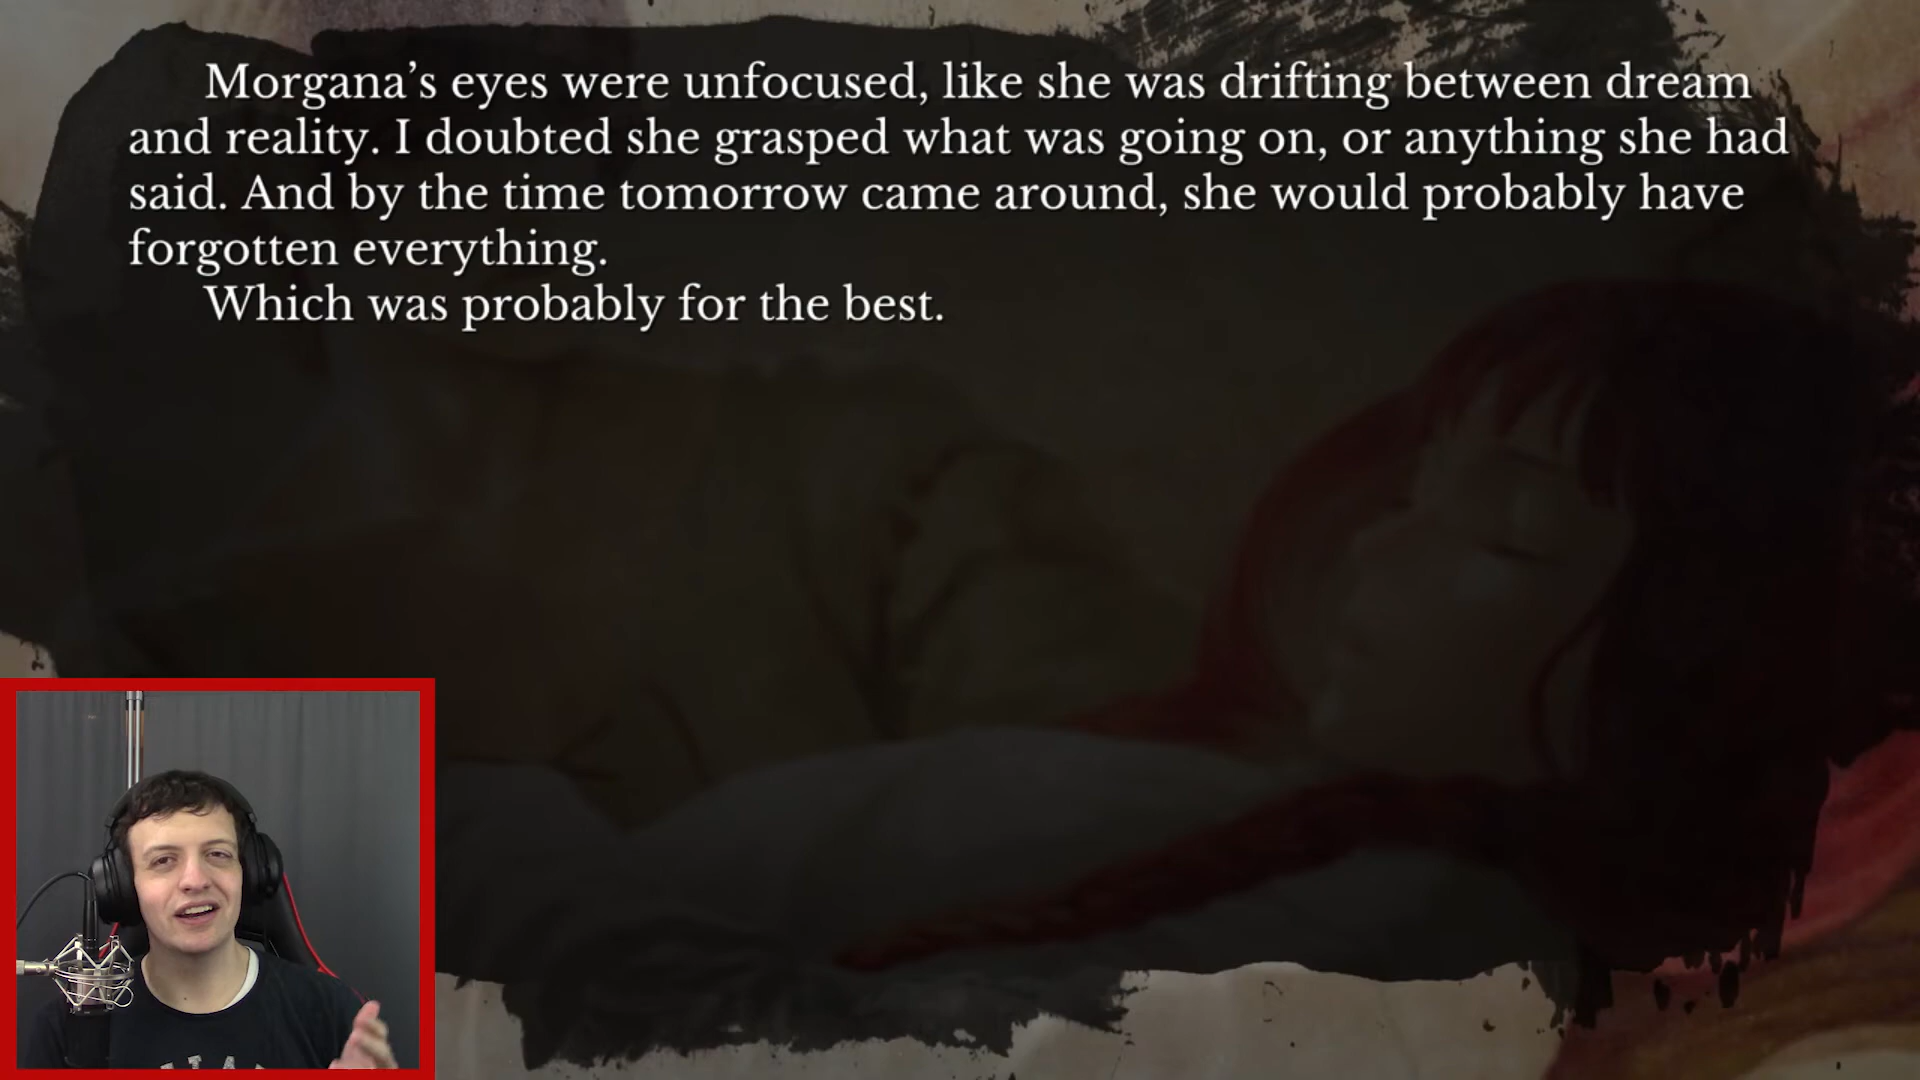 Morgana’s eyes were unfocused, like she was drifting between dream
and reality. I doubted she grasped what was going on, or anything she had
said. And by the time tomorrow came around, she would probably have
forgotten everything.
Which was probably for the best.